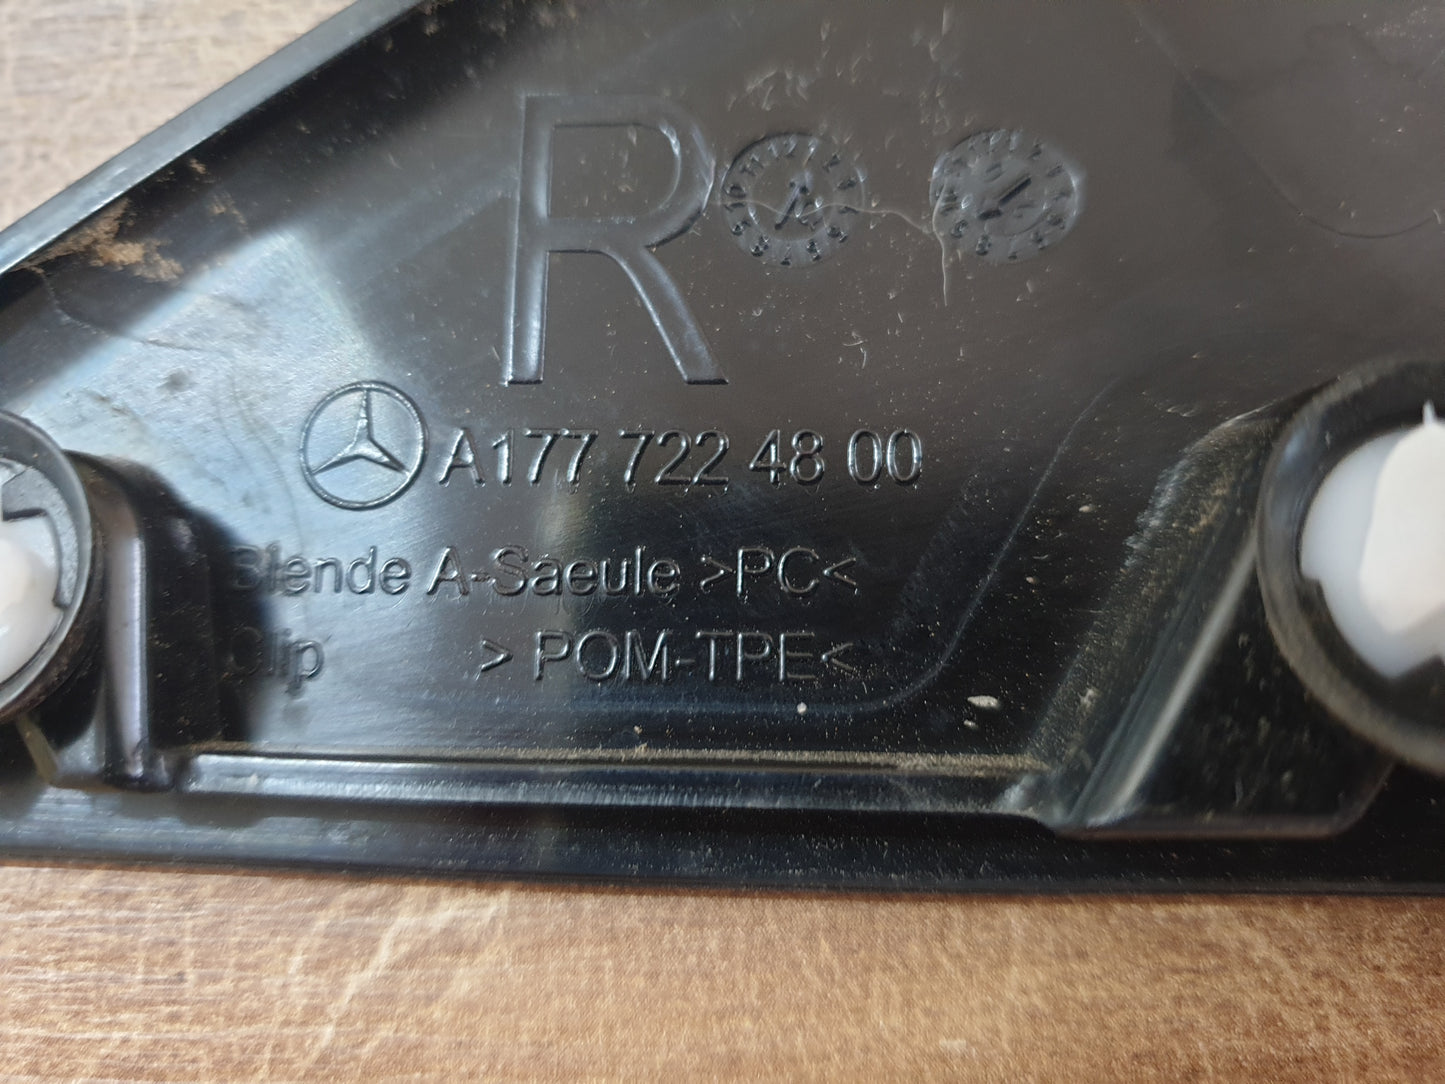 R
A177 722 48 00
Blende A-Saeule >PC<
Clip > POM-TPE<